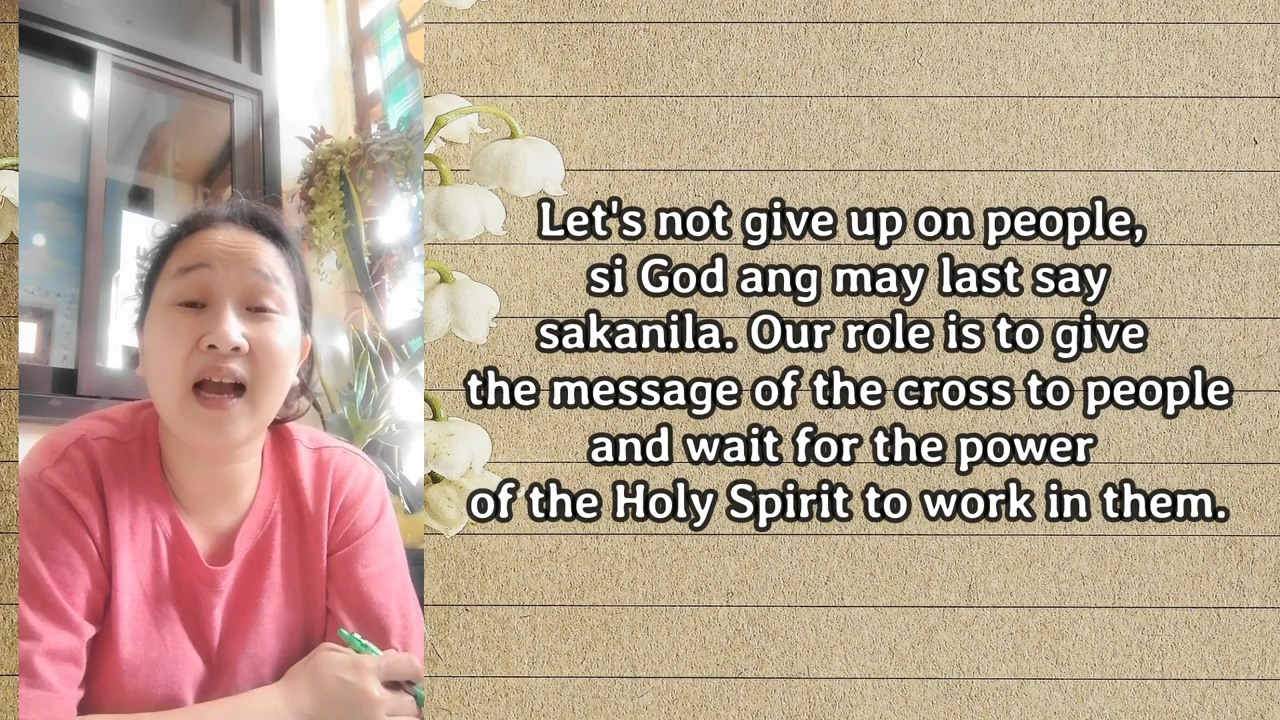 Let's not give up on people,
si God ang may last say
sakanila. Our role is to give
the message of the cross to people
and wait for the power
of the Holy Spirit to work in them.